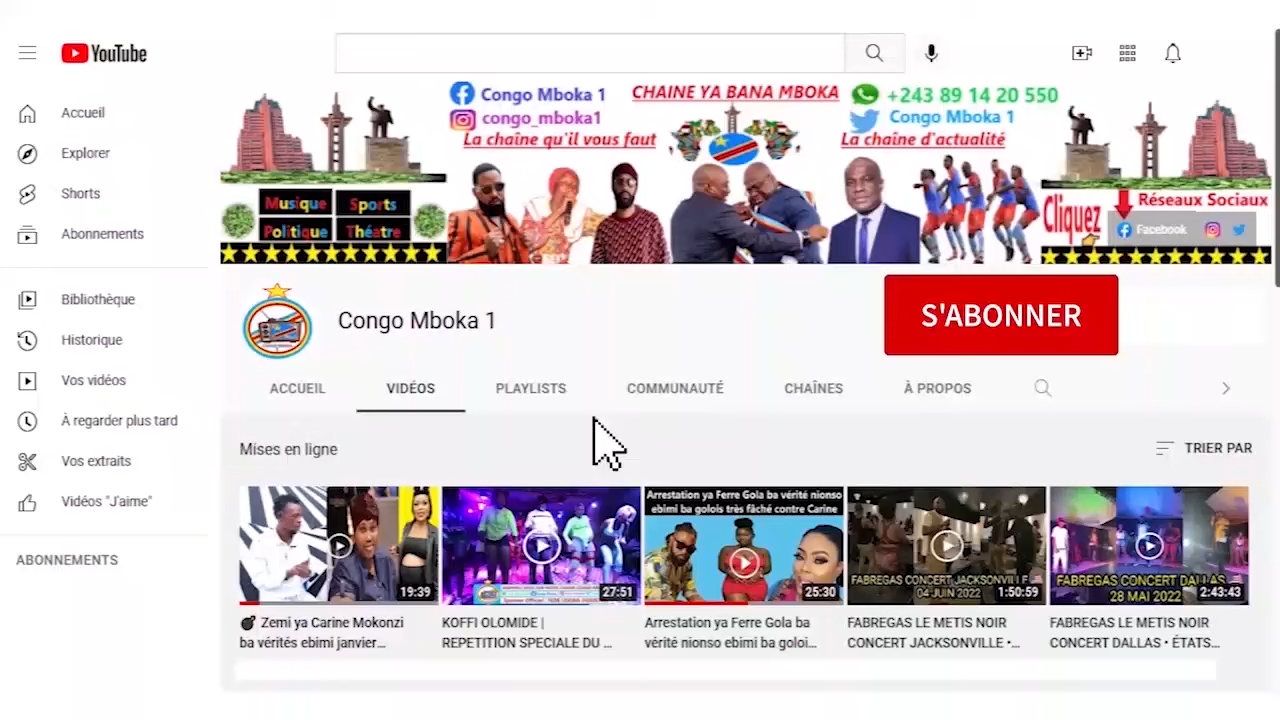 YouTube
Accueil
Explorer
Shorts
Abonnements
Bibliothèque
Historique
Vos vidéos
À regarder plus tard
Vos extraits
Vidéos "J'aime"
ABONNEMENTS
Congo Mboka 1
congo_mboka1
La chaîne qu'il vous faut
CHAINE YA BANA MBOKA
+243 89 14 20 550
Congo Mboka 1
La chaîne d'actualité
Musique
Sports
Politique
Théatre
Cliquez
Réseaux Sociaux
Facebook
Congo Mboka 1
S'ABONNER
ACCUEIL
VIDÉOS
PLAYLISTS
COMMUNAUTÉ
CHAÎNES
À PROPOS
Mises en ligne
TRIER PAR
19:39
27:51
Arrestation ya Ferre Gola ba vérité nionso
ebimi ba golois très fâché contre Carine
25:30
FABREGAS CONCERT JACKSONVILLE
04 JUIN 2022
1:50:59
FABREGAS CONCERT DALLAS
28 MAI 2022
2:43:43
Zemi ya Carine Mokonzi
ba vérités ebimi janvier...
KOFFI OLOMIDE |
REPETITION SPECIALE DU ...
Arrestation ya Ferre Gola ba
vérité nionso ebimi ba goloi...
FABREGAS LE METIS NOIR
CONCERT JACKSONVILLE •...
FABREGAS LE METIS NOIR
CONCERT DALLAS • ÉTATS...